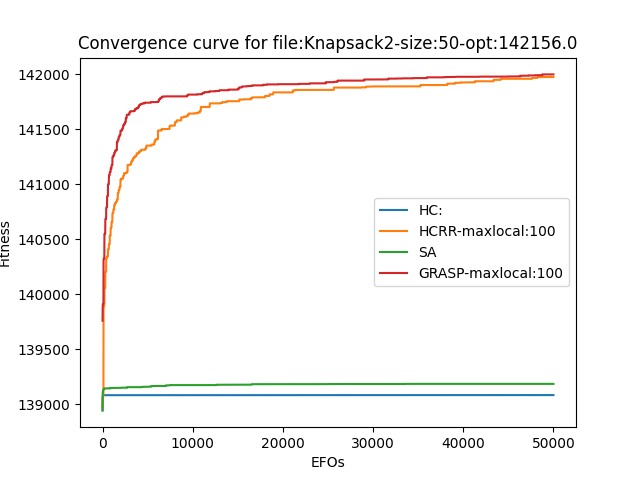 Convergence curve for file:Knapsack2-size:50-opt:142156.0
142000
141500
141000
140500
140000
139500
139000
HC:
HCRR-maxlocal:100
SA
GRASP-maxlocal:100
0
10000
20000
30000
40000
50000
EFOs